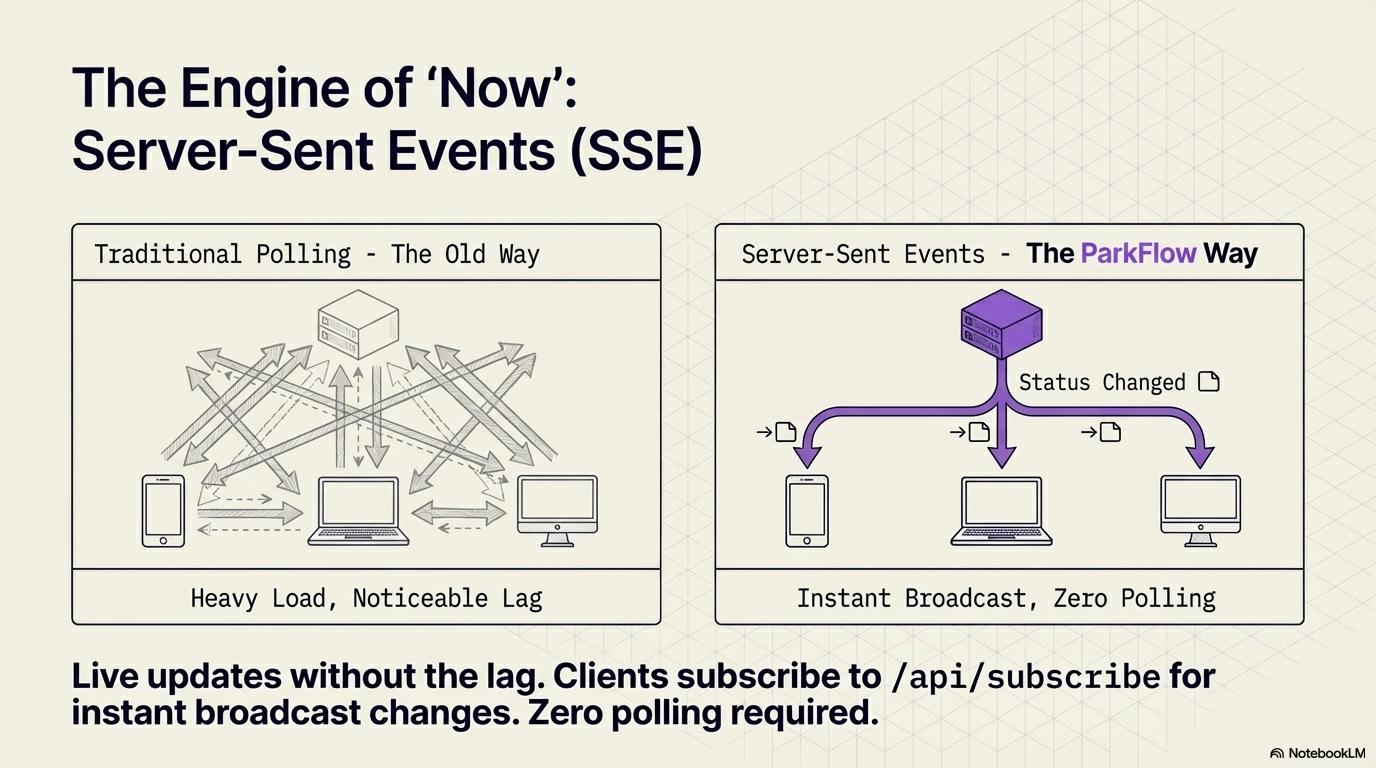 The Engine of ‘Now’:
Server-Sent Events (SSE)
Traditional Polling - The Old Way
Heavy Load, Noticeable Lag
Server-Sent Events - The ParkFlow Way
Status Changed
Instant Broadcast, Zero Polling
Live updates without the lag. Clients subscribe to /api/subscribe for
instant broadcast changes. Zero polling required.
NotebookLM